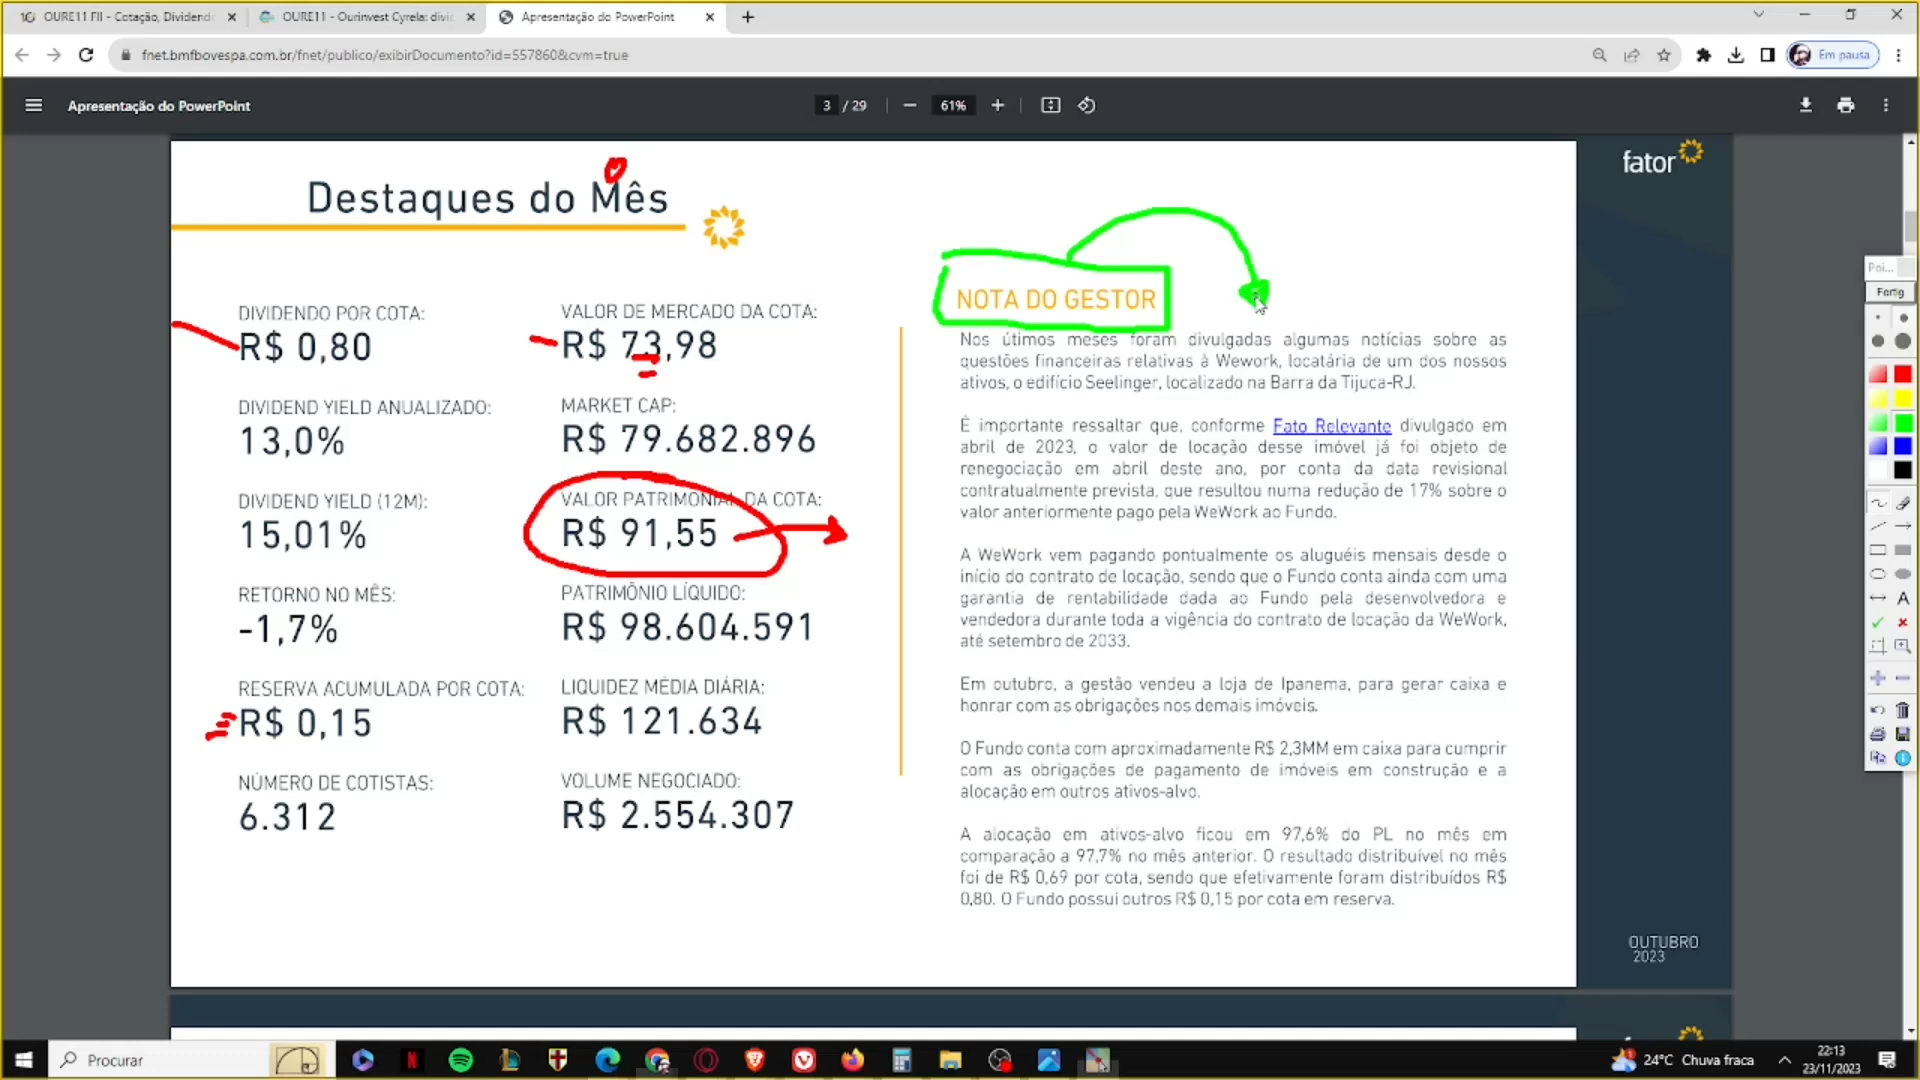 OURE11 FII - Cotação, Dividend
OURE11 - Ourinvest Cyrela: divid
Apresentação do PowerPoint
fnet.bmfbovespa.com.br/fnet/publico/exibirDocumento?id=557860&cvm=true
Em pausa
Apresentação do PowerPoint
3 / 29
61%
fator
Destaques do Mês
DIVIDENDO POR COTA:
R$ 0,80
DIVIDEND YIELD ANUALIZADO:
13,0%
DIVIDEND YIELD (12M):
15,01%
RETORNO NO MÊS:
-1,7%
RESERVA ACUMULADA POR COTA:
R$ 0,15
NÚMERO DE COTISTAS:
6.312
VALOR DE MERCADO DA COTA:
R$ 73,98
MARKET CAP:
R$ 79.682.896
VALOR PATRIMONIAL DA COTA:
R$ 91,55
PATRIMÔNIO LÍQUIDO:
R$ 98.604.591
LIQUIDEZ MÉDIA DIÁRIA:
R$ 121.634
VOLUME NEGOCIADO:
R$ 2.554.307
NOTA DO GESTOR
Nos útimos meses foram divulgadas algumas notícias sobre as
questões financeiras relativas à Wework, locatária de um dos nossos
ativos, o edifício Seelinger, localizado na Barra da Tijuca-RJ.
É importante ressaltar que, conforme Fato Relevante divulgado em
abril de 2023, o valor de locação desse imóvel já foi objeto de
renegociação em abril deste ano, por conta da data revisional
contratualmente prevista, que resultou numa redução de 17% sobre o
valor anteriormente pago pela WeWork ao Fundo.
A WeWork vem pagando pontualmente os aluguéis mensais desde o
início do contrato de locação, sendo que o Fundo conta ainda com uma
garantia de rentabilidade dada ao Fundo pela desenvolvedora e
vendedora durante toda a vigência do contrato de locação da WeWork,
até setembro de 2033.
Em outubro, a gestão vendeu a loja de Ipanema, para gerar caixa e
honrar com as obrigações nos demais imóveis.
O Fundo conta com aproximadamente R$ 2,3MM em caixa para cumprir
com as obrigações de pagamento de imóveis em construção e a
alocação em outros ativos-alvo.
A alocação em ativos-alvo ficou em 97,6% do PL no mês em
comparação a 97,7% no mês anterior. O resultado distribuível no mês
foi de R$ 0,69 por cota, sendo que efetivamente foram distribuídos R$
0,80. O Fundo possui outros R$ 0,15 por cota em reserva.
OUTUBRO
2023
Poi...
Fertig
A
Procurar
24°C Chuva fraca
22:13
23/11/2023